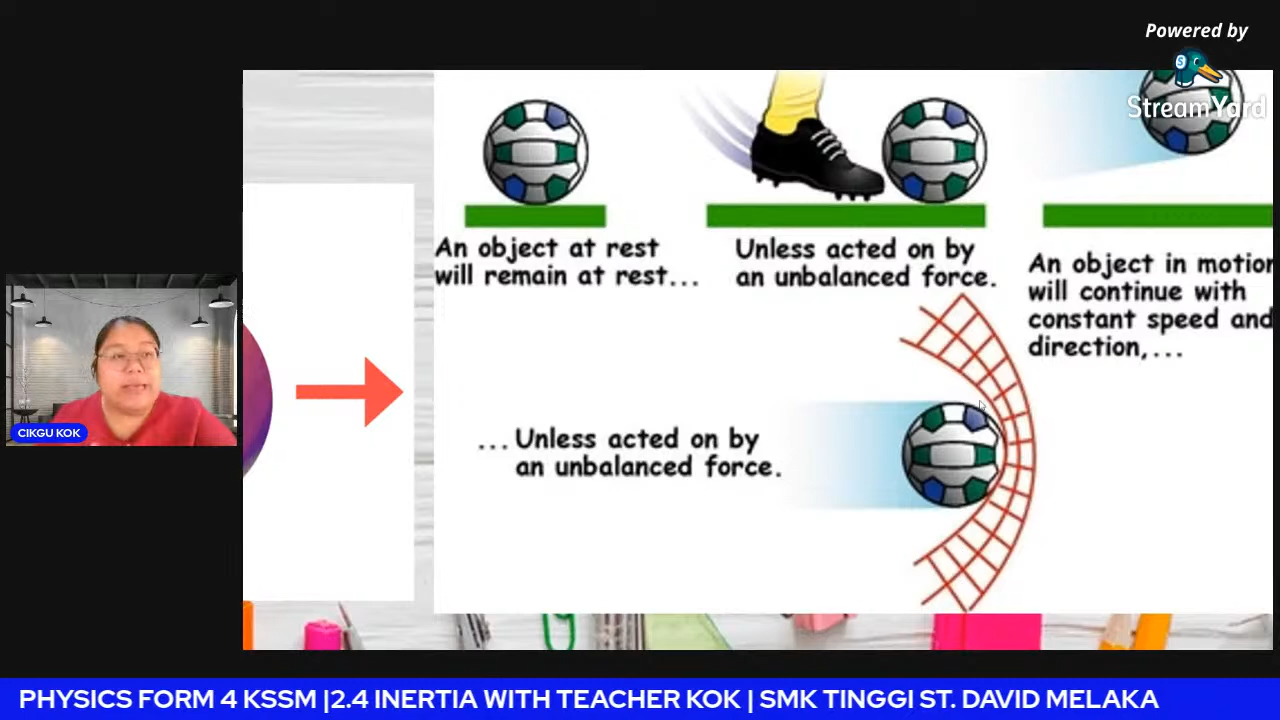 Powered by
StreamYard
An object at rest
will remain at rest...
Unless acted on by
an unbalanced force.
An object in motion
will continue with
constant speed and
direction,...
...Unless acted on by
an unbalanced force.
CIKGU KOK
PHYSICS FORM 4 KSSM |2.4 INERTIA WITH TEACHER KOK | SMK TINGGI ST. DAVID MELAKA